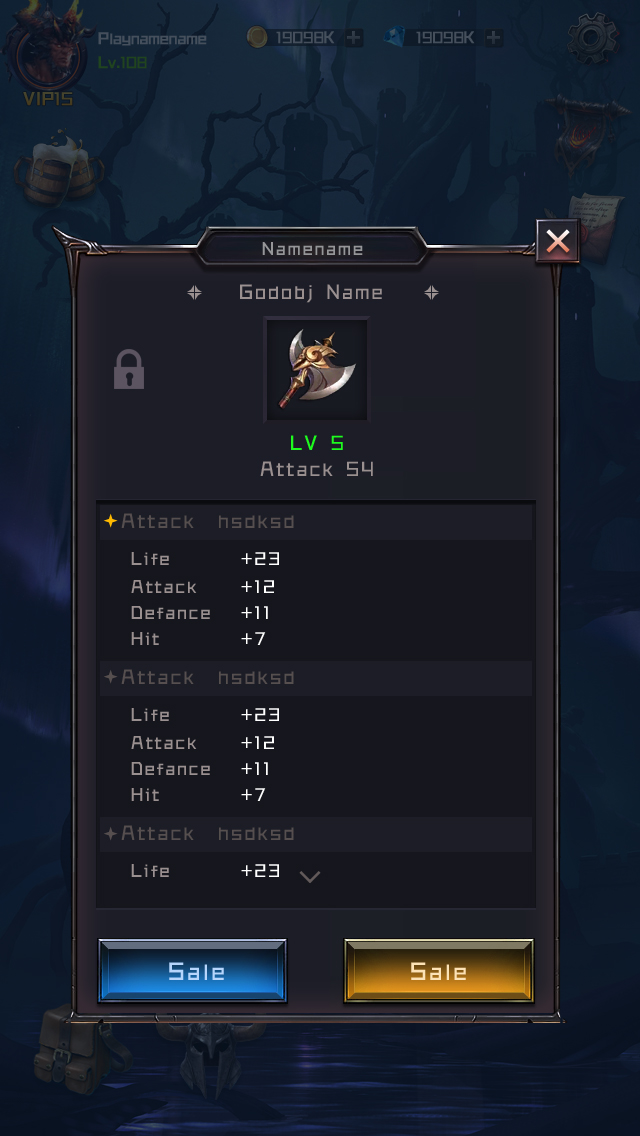 Playnamename
19098K
19098K
Lv.108
VIP15
Namename
Godobj Name
LV 5
Attack 54
Attack hsdksd
Life +23
Attack +12
Defance +11
Hit +7
Attack hsdksd
Life +23
Attack +12
Defance +11
Hit +7
Attack hsdksd
Life +23
Sale
Sale